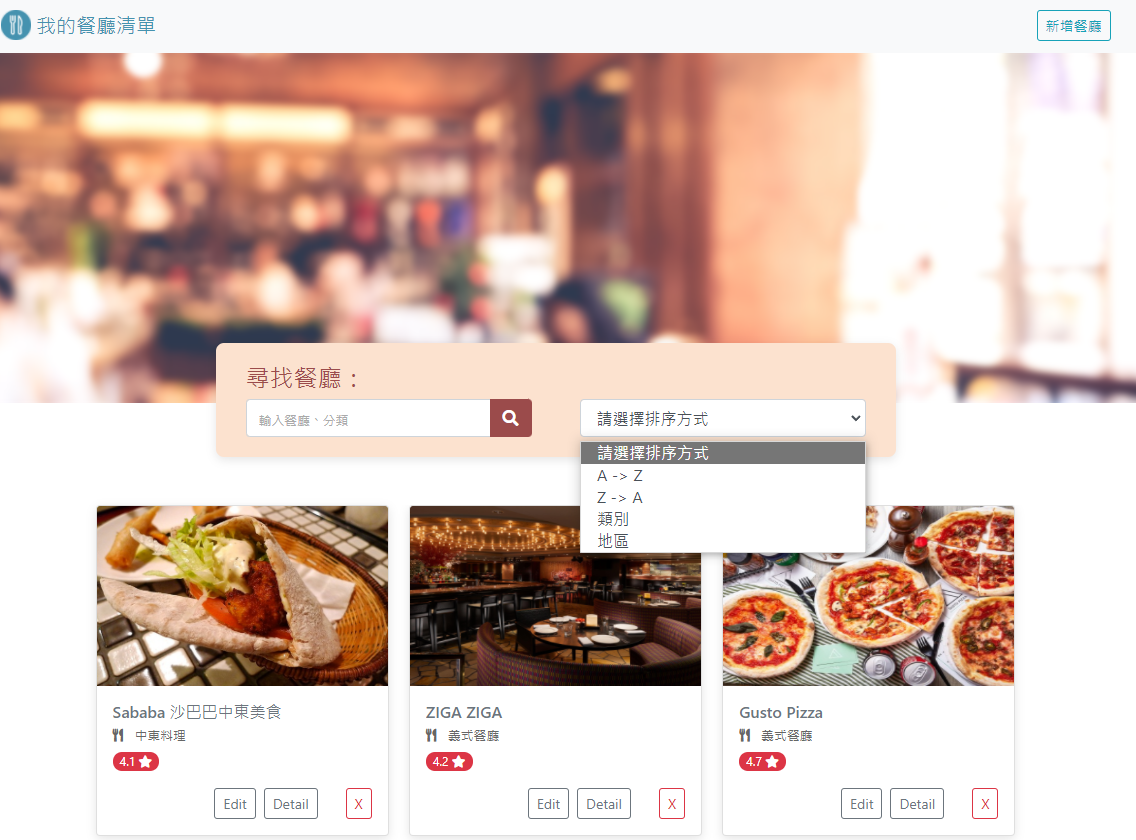 我的餐廳清單
新增餐廳
尋找餐廳：
輸入餐廳、分類
請選擇排序方式
請選擇排序方式
A -> Z
Z -> A
類別
地區
Sababa 沙巴巴中東美食
中東料理
4.1
Edit Detail X
ZIGA ZIGA
義式餐廳
4.2
Edit Detail X
Gusto Pizza
義式餐廳
4.7
Edit Detail X